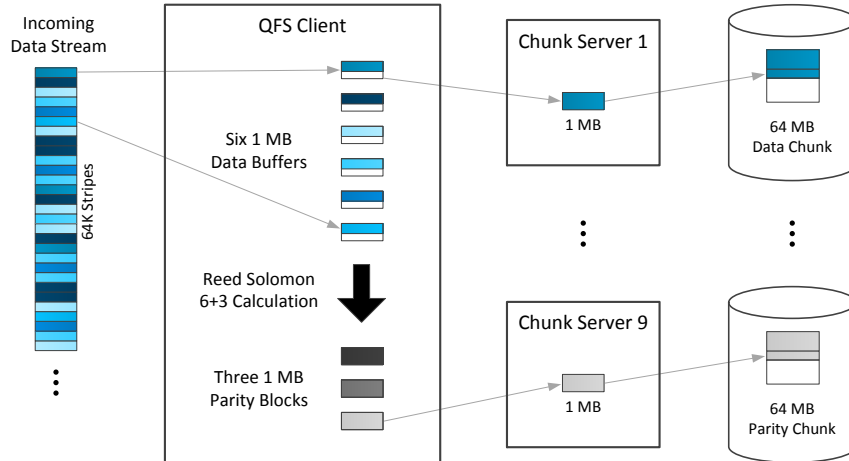 Incoming
Data Stream
64K Stripes
QFS Client
Six 1 MB
Data Buffers
Reed Solomon
6+3 Calculation
Three 1 MB
Parity Blocks
Chunk Server 1
1 MB
64 MB
Data Chunk
Chunk Server 9
1 MB
64 MB
Parity Chunk